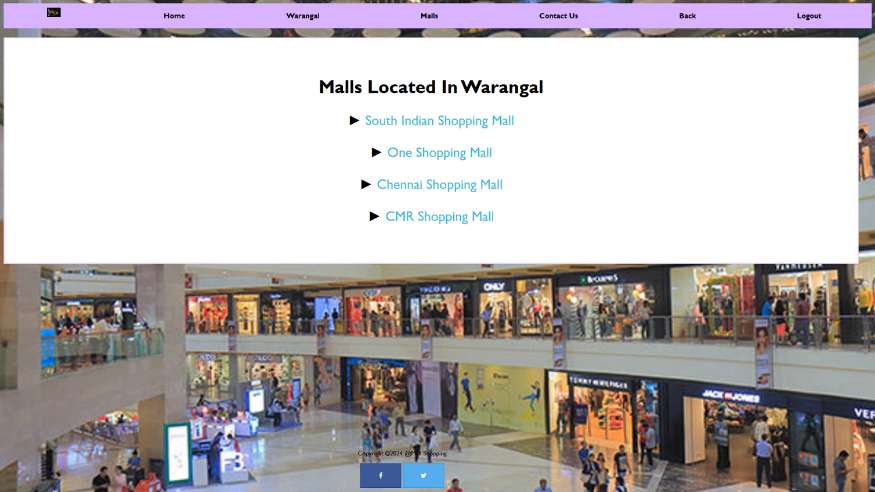 Home Warangal Malls Contact Us Back Logout
Malls Located In Warangal
► South Indian Shopping Mall
► One Shopping Mall
► Chennai Shopping Mall
► CMR Shopping Mall
ONLY
TOMMY HILFIGER
JACK JONES
VER
Copyright ©2024 Shopping